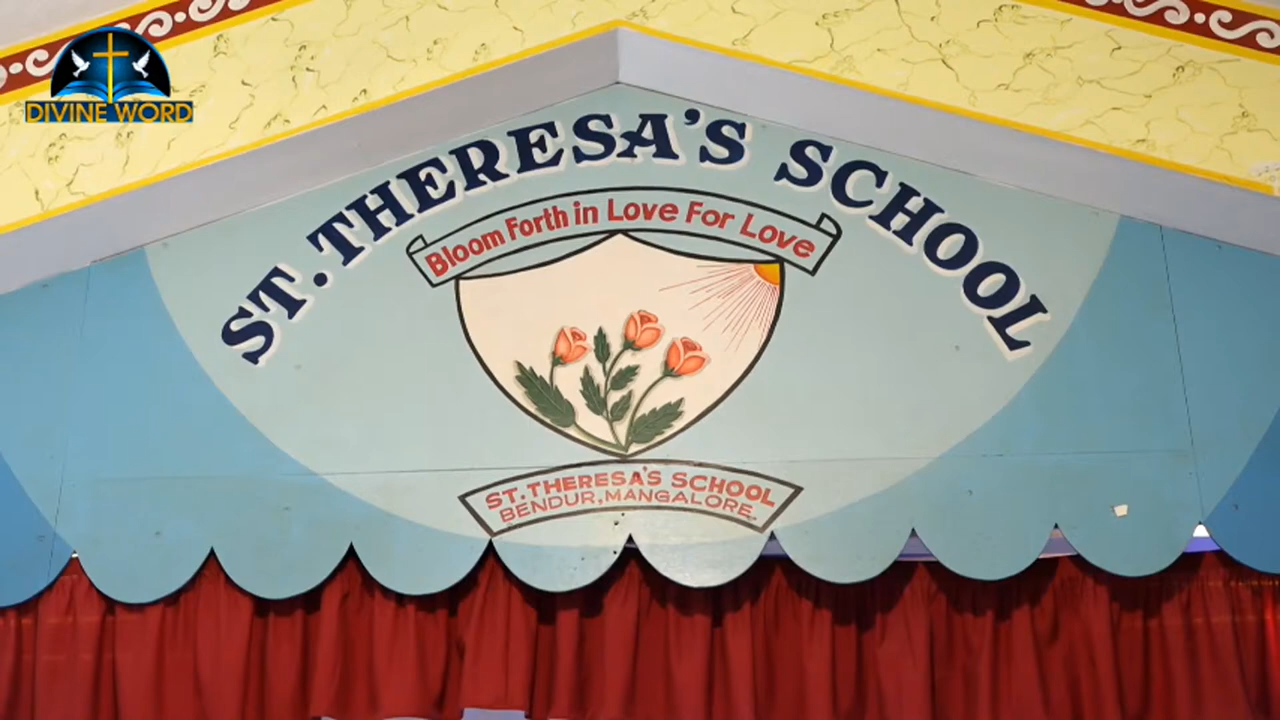 DIVINE WORD
ST. THERESA'S SCHOOL
Bloom Forth in Love For Love
ST. THERESA'S SCHOOL
BENDUR, MANGALORE